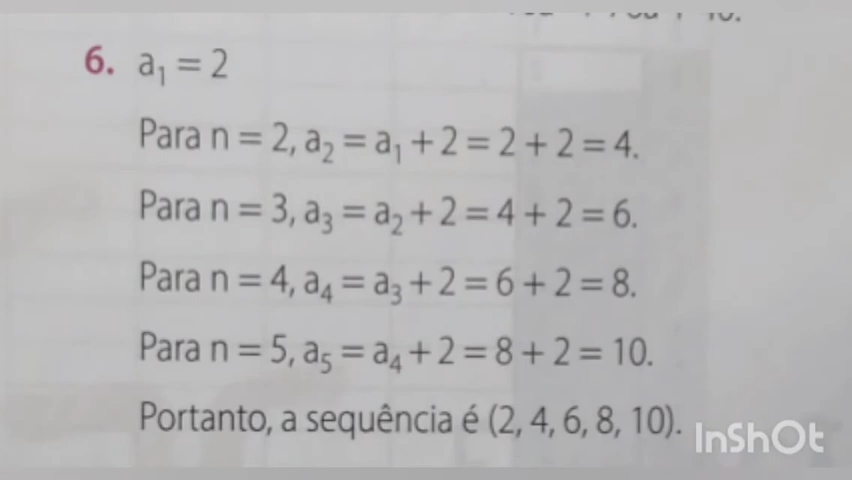 6. a₁ = 2
Para n = 2, a₂ = a₁ + 2 = 2 + 2 = 4.
Para n = 3, a₃ = a₂ + 2 = 4 + 2 = 6.
Para n = 4, a₄ = a₃ + 2 = 6 + 2 = 8.
Para n = 5, a₅ = a₄ + 2 = 8 + 2 = 10.
Portanto, a sequência é (2, 4, 6, 8, 10).
InShOt